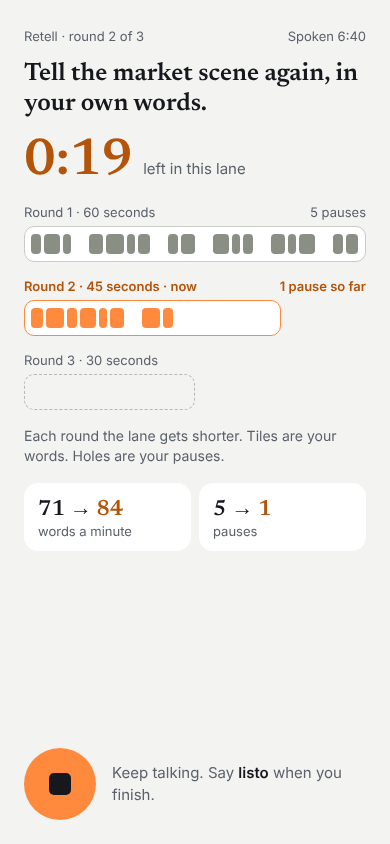 Retell · round 2 of 3
Spoken 6:40
Tell the market scene again, in
your own words.
0:19 left in this lane
Round 1 · 60 seconds
5 pauses
Round 2 · 45 seconds · now
1 pause so far
Round 3 · 30 seconds
Each round the lane gets shorter. Tiles are your
words. Holes are your pauses.
71 → 84
words a minute
5 → 1
pauses
Keep talking. Say listo when you
finish.